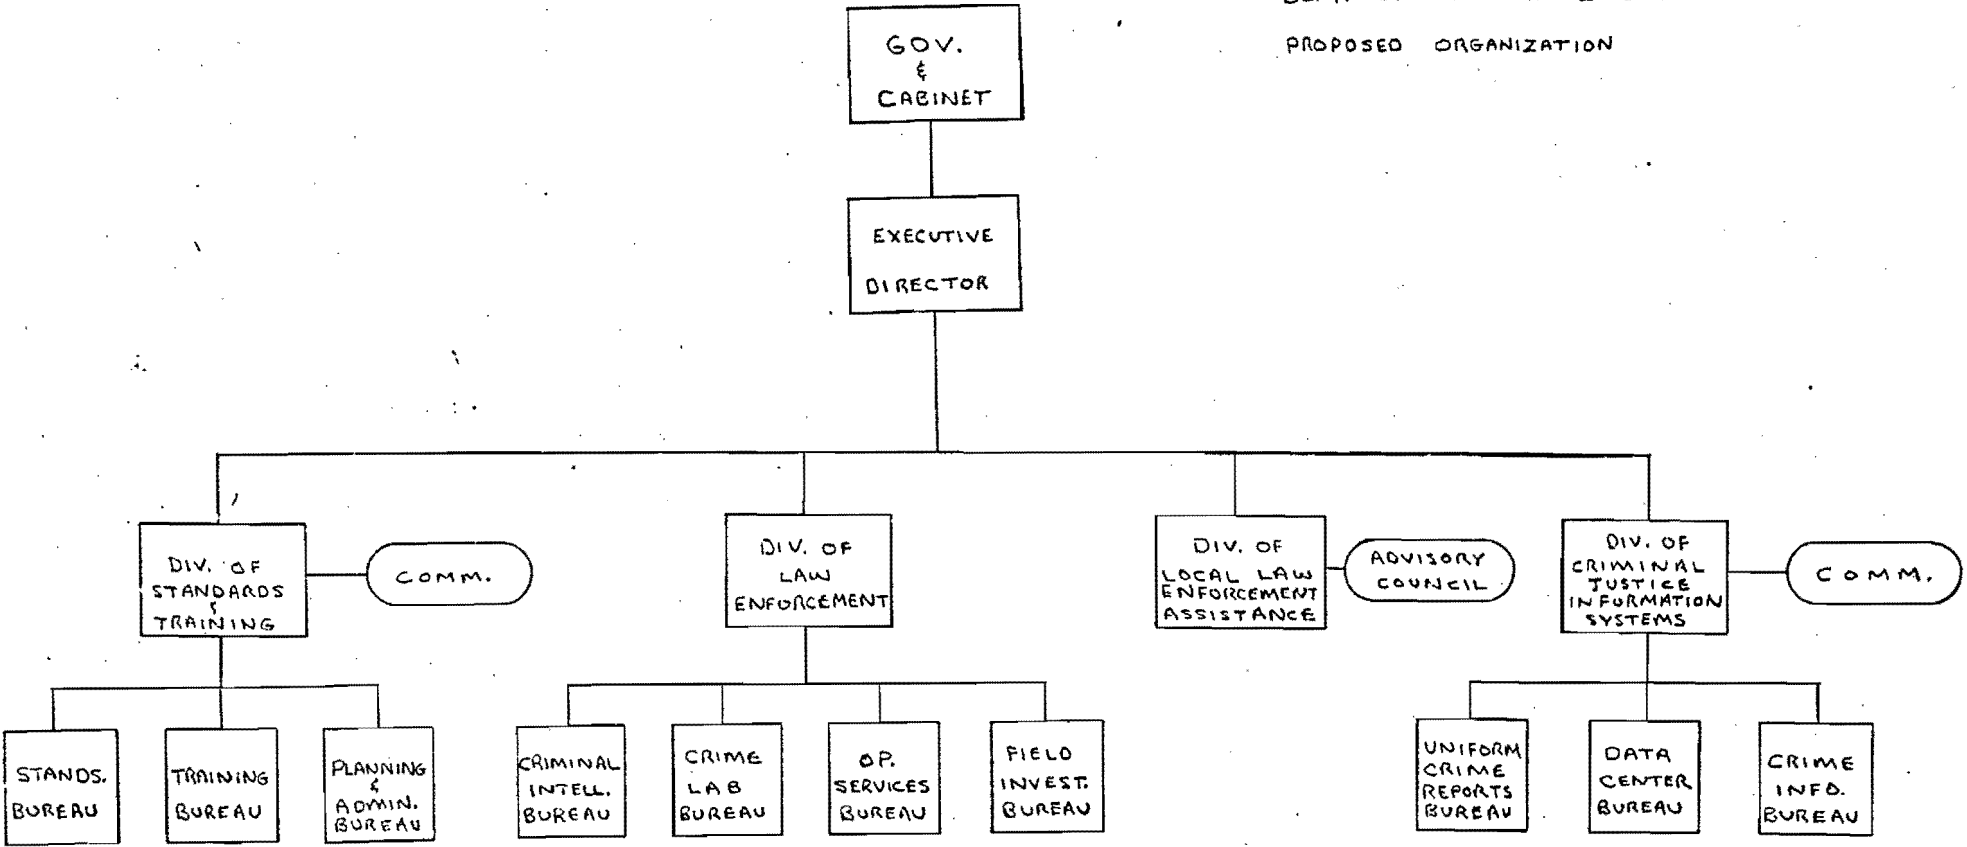 PROPOSED ORGANIZATION
GOV.
&
CABINET
EXECUTIVE
DIRECTOR
DIV. OF
STANDARDS
&
TRAINING
COMM.
DIV. OF
LAW
ENFORCEMENT
DIV. OF
LOCAL LAW
ENFORCEMENT
ASSISTANCE
ADVISORY
COUNCIL
DIV. OF
CRIMINAL
JUSTICE
INFORMATION
SYSTEMS
COMM.
STANDS.
BUREAU
TRAINING
BUREAU
PLANNING
&
ADMIN.
BUREAU
CRIMINAL
INTELL.
BUREAU
CRIME
LAB
BUREAU
OP.
SERVICES
BUREAU
FIELD
INVEST.
BUREAU
UNIFORM
CRIME
REPORTS
BUREAU
DATA
CENTER
BUREAU
CRIME
INFO.
BUREAU